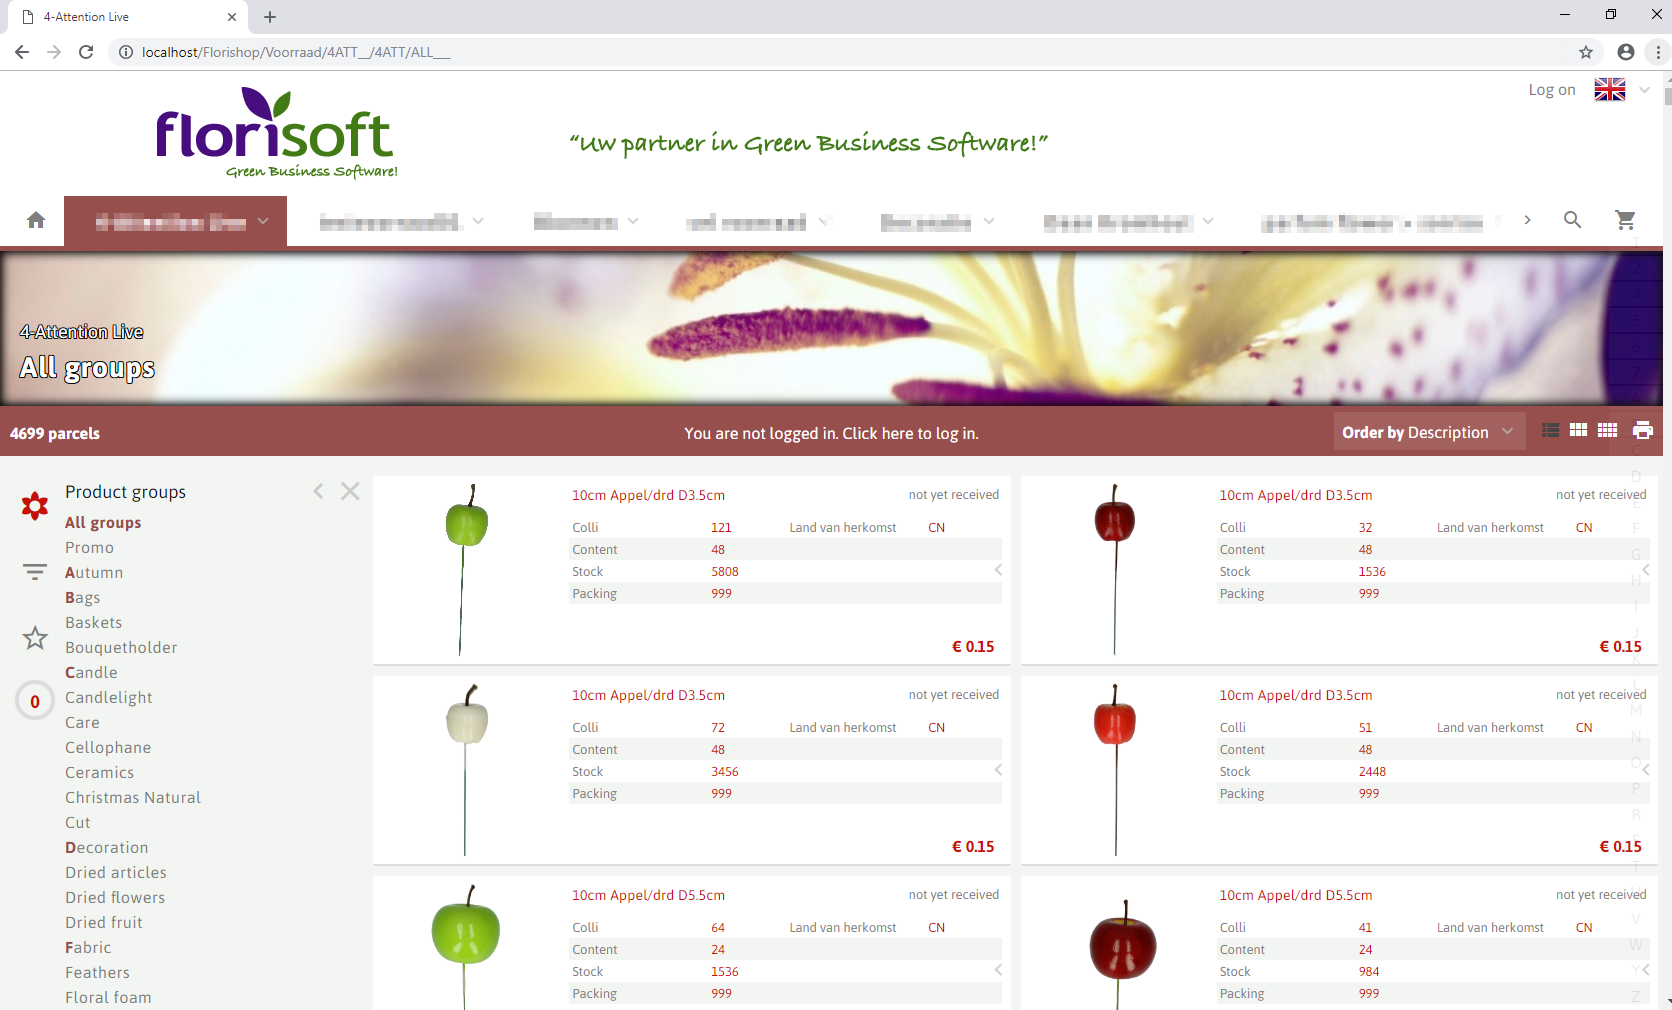 4-Attention Live
localhost/Florishop/Voorraad/4ATT__/4ATT/ALL___
Log on
florisoft
Green Business Software!
“Uw partner in Green Business Software!”
4-Attention Live
All groups
4699 parcels
You are not logged in. Click here to log in.
Order by Description
Product groups
All groups
Promo
Autumn
Bags
Baskets
Bouquetholder
Candle
Candlelight
Care
Cellophane
Ceramics
Christmas Natural
Cut
Decoration
Dried articles
Dried flowers
Dried fruit
Fabric
Feathers
Floral foam
0
10cm Appel/drd D3.5cm
not yet received
Colli 121 Land van herkomst CN
Content 48
Stock 5808
Packing 999
€ 0.15
10cm Appel/drd D3.5cm
not yet received
Colli 32 Land van herkomst CN
Content 48
Stock 1536
Packing 999
€ 0.15
10cm Appel/drd D3.5cm
not yet received
Colli 72 Land van herkomst CN
Content 48
Stock 3456
Packing 999
€ 0.15
10cm Appel/drd D3.5cm
not yet received
Colli 51 Land van herkomst CN
Content 48
Stock 2448
Packing 999
€ 0.15
10cm Appel/drd D5.5cm
not yet received
Colli 64 Land van herkomst CN
Content 24
Stock 1536
Packing 999
10cm Appel/drd D5.5cm
not yet received
Colli 41 Land van herkomst CN
Content 24
Stock 984
Packing 999